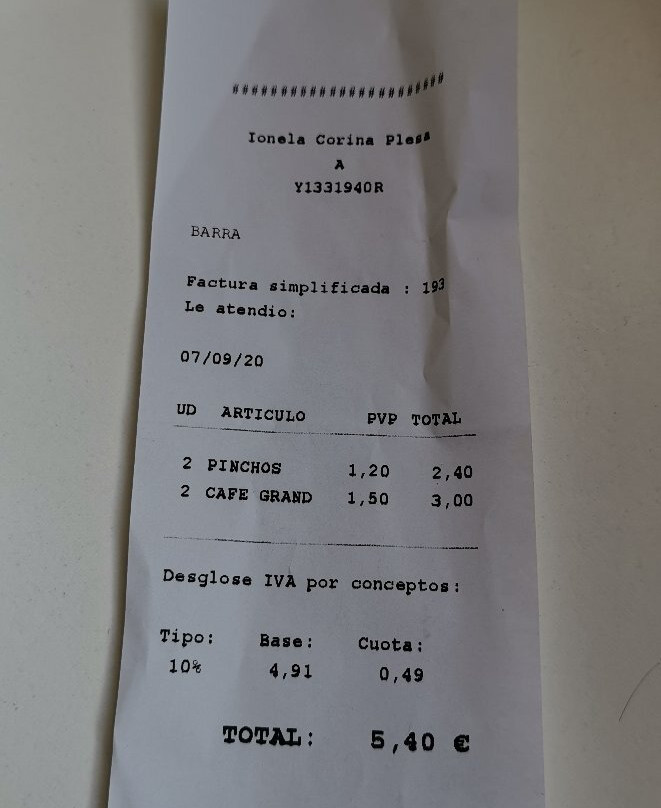 ######################
Ionela Corina Plesa
A
Y1331940R
BARRA
Factura simplificada : 193
Le atendio:
07/09/20
UD ARTICULO PVP TOTAL
2 PINCHOS 1,20 2,40
2 CAFE GRAND 1,50 3,00
Desglose IVA por conceptos:
Tipo: Base: Cuota:
10% 4,91 0,49
TOTAL: 5,40 €